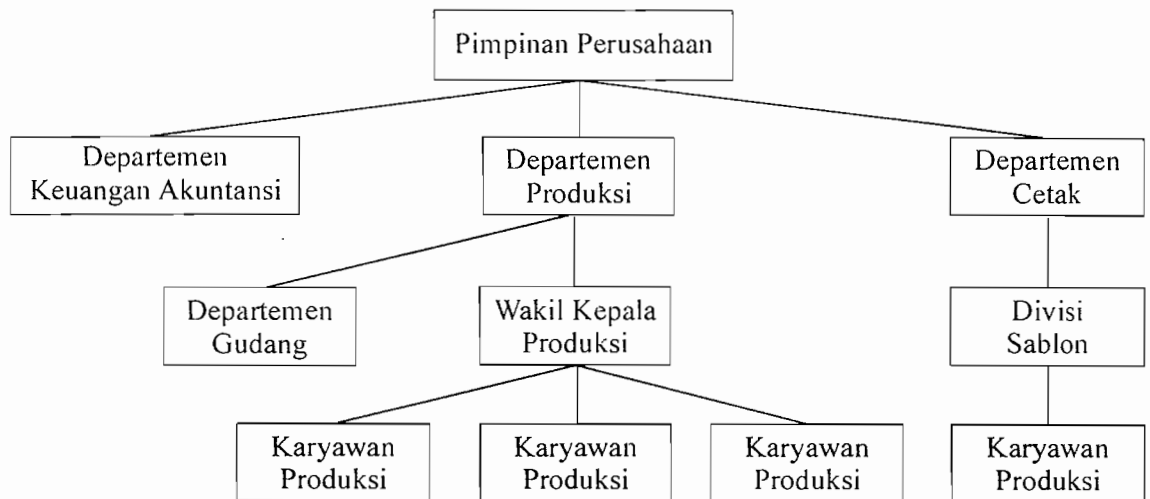 Pimpinan Perusahaan
Departemen
Keuangan Akuntansi
Departemen
Produksi
Departemen
Cetak
Departemen
Gudang
Wakil Kepala
Produksi
Divisi
Sablon
Karyawan
Produksi
Karyawan
Produksi
Karyawan
Produksi
Karyawan
Produksi